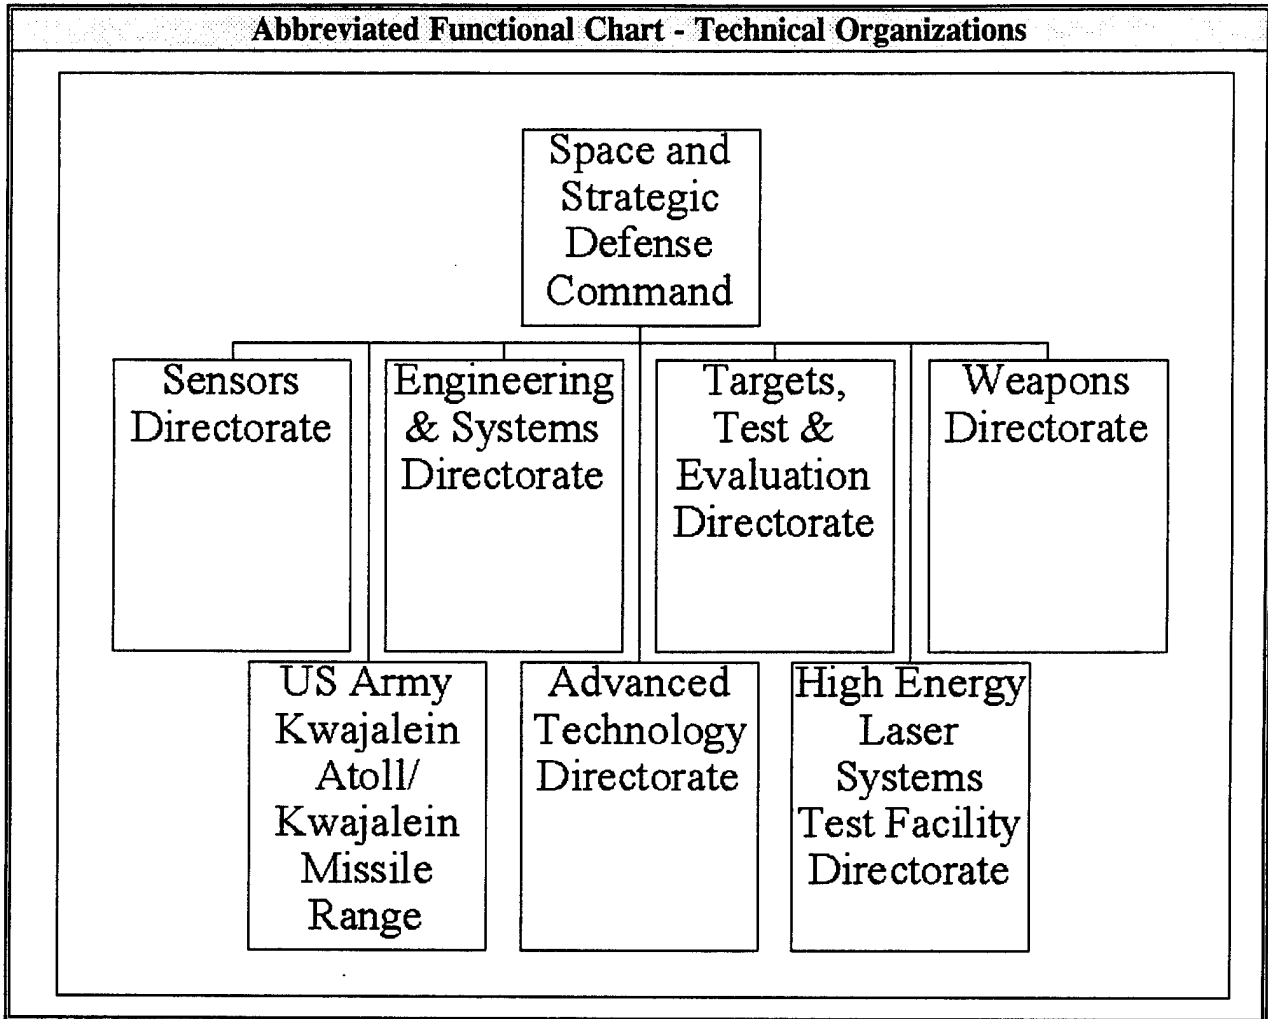 Abbreviated Functional Chart - Technical Organizations
Space and
Strategic
Defense
Command
Sensors
Directorate
Engineering
& Systems
Directorate
Targets,
Test &
Evaluation
Directorate
Weapons
Directorate
US Army
Kwajalein
Atoll/
Kwajalein
Missile
Range
Advanced
Technology
Directorate
High Energy
Laser
Systems
Test Facility
Directorate